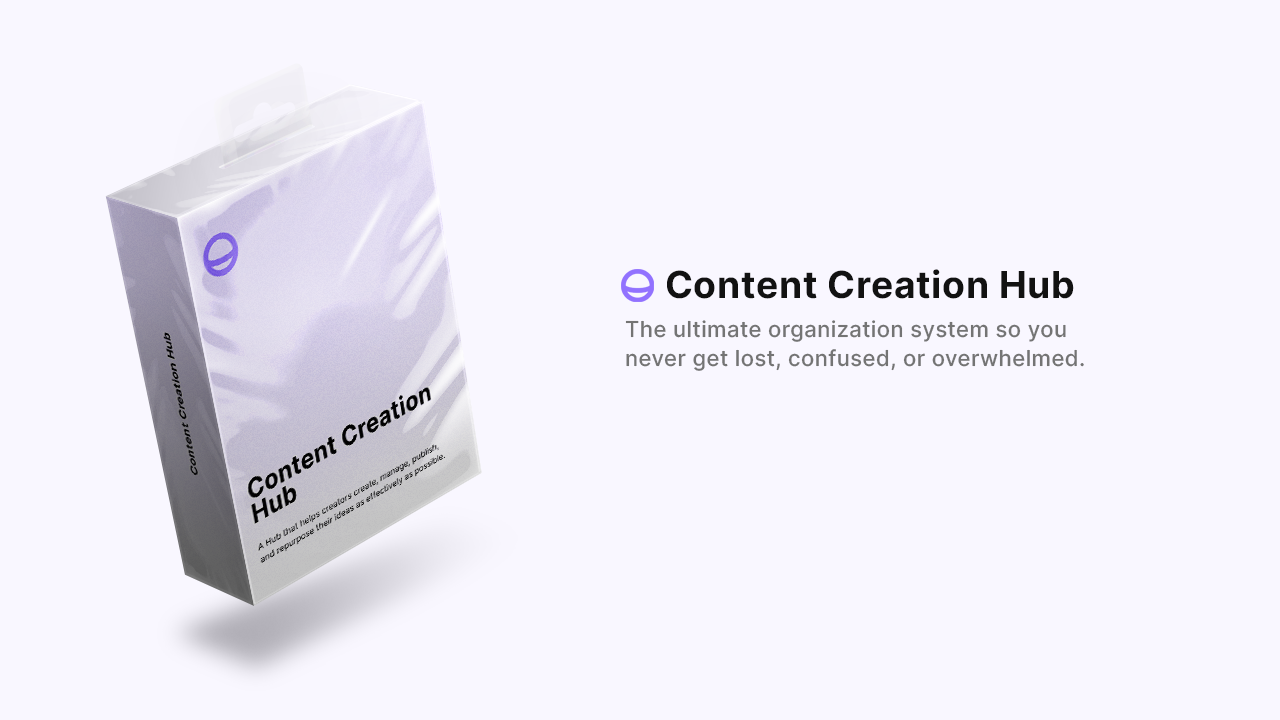 Content Creation Hub
Content Creation
Hub
A Hub that helps creators create, manage, publish,
and repurpose their ideas as effectively as possible.
Content Creation Hub
The ultimate organization system so you
never get lost, confused, or overwhelmed.